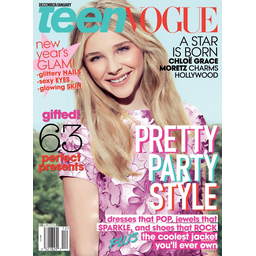 DECEMBER/JANUARY
teenVOGUE
new
year's
GLAM!
-glittery NAILS
-sexy EYES
-glowing SKIN
A STAR
IS BORN
CHLOË GRACE
MORETZ CHARMS
HOLLYWOOD
gifted!
63
perfect
presents
PRETTY
PARTY
STYLE
dresses that POP, jewels that
SPARKLE, and shoes that ROCK
PLUS the coolest jacket
you'll ever own